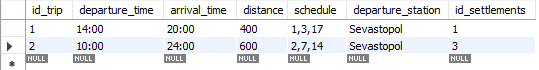 id_trip departure_time arrival_time distance schedule departure_station id_settlements
1 14:00 20:00 400 1,3,17 Sevastopol 1
2 10:00 24:00 600 2,7,14 Sevastopol 3
NULL NULL NULL NULL NULL NULL NULL